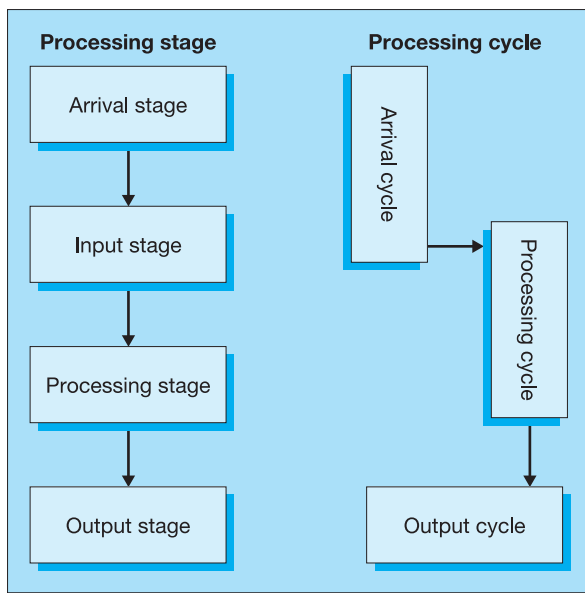 Processing stage
Arrival stage
Input stage
Processing stage
Output stage
Processing cycle
Arrival cycle
Processing cycle
Output cycle